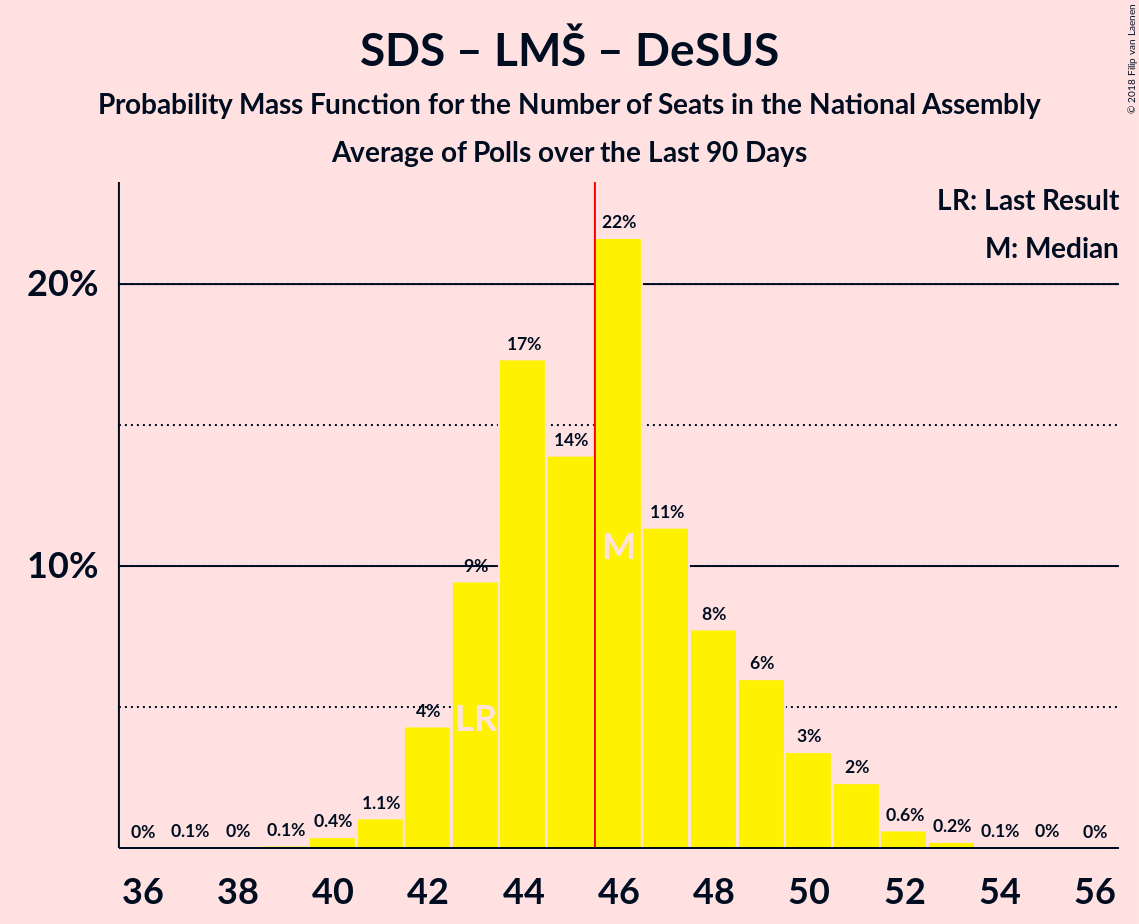 SDS – LMŠ – DeSUS
Probability Mass Function for the Number of Seats in the National Assembly
Average of Polls over the Last 90 Days
© 2018 Filip van Laenen
LR: Last Result
M: Median
20%
10%
0%
0.1%
0%
0.1%
0.4%
1.1%
4%
9%
17%
14%
22%
11%
8%
6%
3%
2%
0.6%
0.2%
0.1%
0%
0%
LR
M
36 38 40 42 44 46 48 50 52 54 56